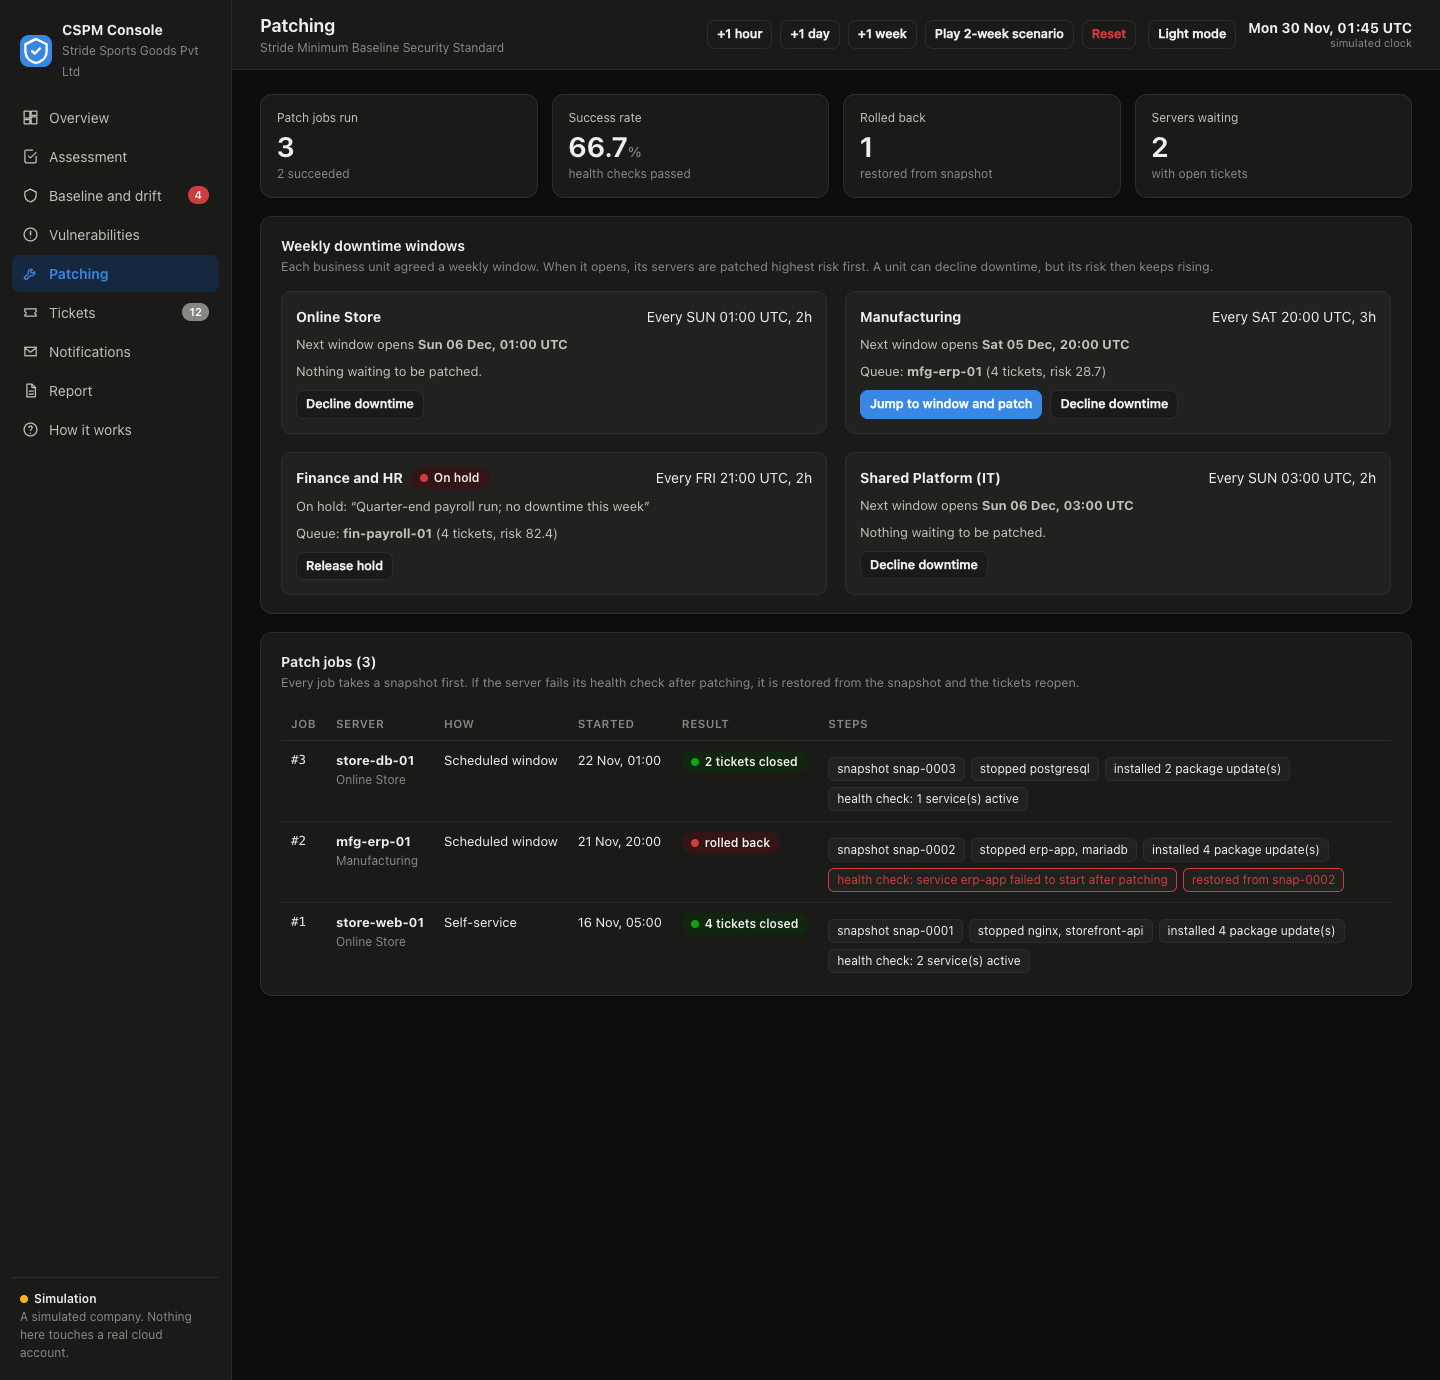 CSPM Console
Stride Sports Goods Pvt
Ltd
Overview
Assessment
Baseline and drift 4
Vulnerabilities
Patching
Tickets 12
Notifications
Report
How it works
Simulation
A simulated company. Nothing
here touches a real cloud
account.
Patching
Stride Minimum Baseline Security Standard
+1 hour +1 day +1 week Play 2-week scenario Reset Light mode
Mon 30 Nov, 01:45 UTC
simulated clock
Patch jobs run
3
2 succeeded
Success rate
66.7%
health checks passed
Rolled back
1
restored from snapshot
Servers waiting
2
with open tickets
Weekly downtime windows
Each business unit agreed a weekly window. When it opens, its servers are patched highest risk first. A unit can decline downtime, but its risk then keeps rising.
Online Store Every SUN 01:00 UTC, 2h
Next window opens Sun 06 Dec, 01:00 UTC
Nothing waiting to be patched.
Decline downtime
Manufacturing Every SAT 20:00 UTC, 3h
Next window opens Sat 05 Dec, 20:00 UTC
Queue: mfg-erp-01 (4 tickets, risk 28.7)
Jump to window and patch Decline downtime
Finance and HR On hold Every FRI 21:00 UTC, 2h
On hold: “Quarter-end payroll run; no downtime this week”
Queue: fin-payroll-01 (4 tickets, risk 82.4)
Release hold
Shared Platform (IT) Every SUN 03:00 UTC, 2h
Next window opens Sun 06 Dec, 03:00 UTC
Nothing waiting to be patched.
Decline downtime
Patch jobs (3)
Every job takes a snapshot first. If the server fails its health check after patching, it is restored from the snapshot and the tickets reopen.
JOB SERVER HOW STARTED RESULT STEPS
#3 store-db-01 Scheduled window 22 Nov, 01:00 2 tickets closed snapshot snap-0003 stopped postgresql installed 2 package update(s)
Online Store health check: 1 service(s) active
#2 mfg-erp-01 Scheduled window 21 Nov, 20:00 rolled back snapshot snap-0002 stopped erp-app, mariadb installed 4 package update(s)
Manufacturing health check: service erp-app failed to start after patching restored from snap-0002
#1 store-web-01 Self-service 16 Nov, 05:00 4 tickets closed snapshot snap-0001 stopped nginx, storefront-api installed 4 package update(s)
Online Store health check: 2 service(s) active